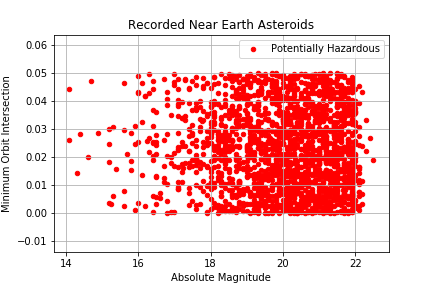 Recorded Near Earth Asteroids
Potentially Hazardous
0.06
0.05
0.04
0.03
0.02
0.01
0.00
−0.01
Minimum Orbit Intersection
14 16 18 20 22
Absolute Magnitude